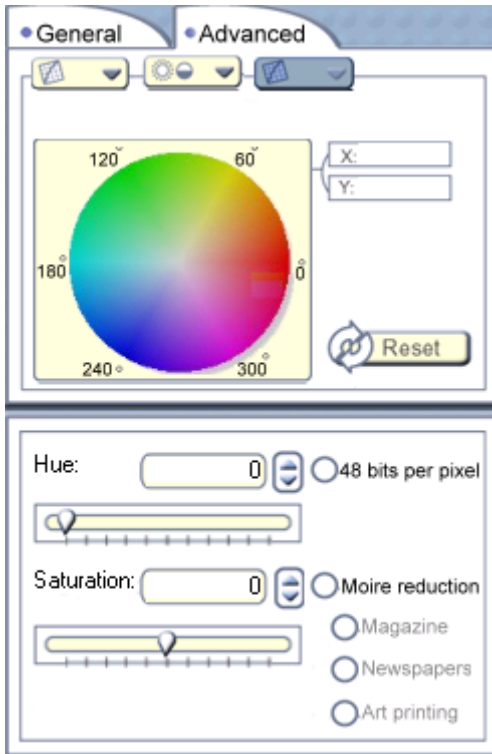 General
Advanced
120°
60°
180°
0°
240°
300°
X:
Y:
Reset
Hue:
0
48 bits per pixel
Saturation:
0
Moire reduction
Magazine
Newspapers
Art printing